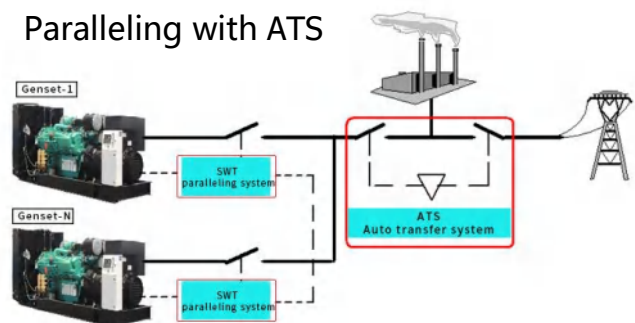 Paralleling with ATS
Genset-1
SWT
paralleling system
ATS
Auto transfer system
Genset-N
SWT
paralleling system